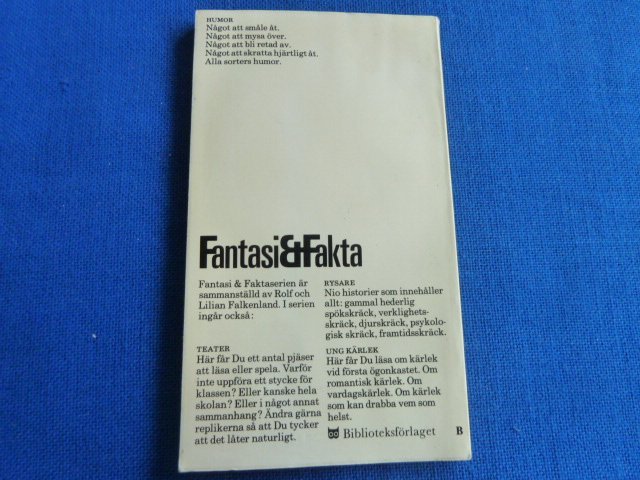 HUMOR
Något att småle åt.
Något att mysa över.
Något att bli retad av.
Något att skratta hjärtligt åt.
Alla sorters humor.
Fantasi&Fakta
Fantasi & Faktaserien är
sammanställd av Rolf och
Lilian Falkenland. I serien
ingår också:
TEATER
Här får Du ett antal pjäser
att läsa eller spela. Varför
inte uppföra ett stycke för
klassen? Eller kanske hela
skolan? Eller i något annat
sammanhang? Ändra gärna
replikerna så att Du tycker
att det låter naturligt.
RYSARE
Nio historier som innehåller
allt: gammal hederlig
spökskräck, verklighets-
skräck, djurskräck, psykolo-
gisk skräck, framtidsskräck.
UNG KÄRLEK
Här får Du läsa om kärlek
vid första ögonkastet. Om
romantisk kärlek. Om
vardagskärlek. Om kärlek
som kan drabba vem som
helst.
Biblioteksförlaget B